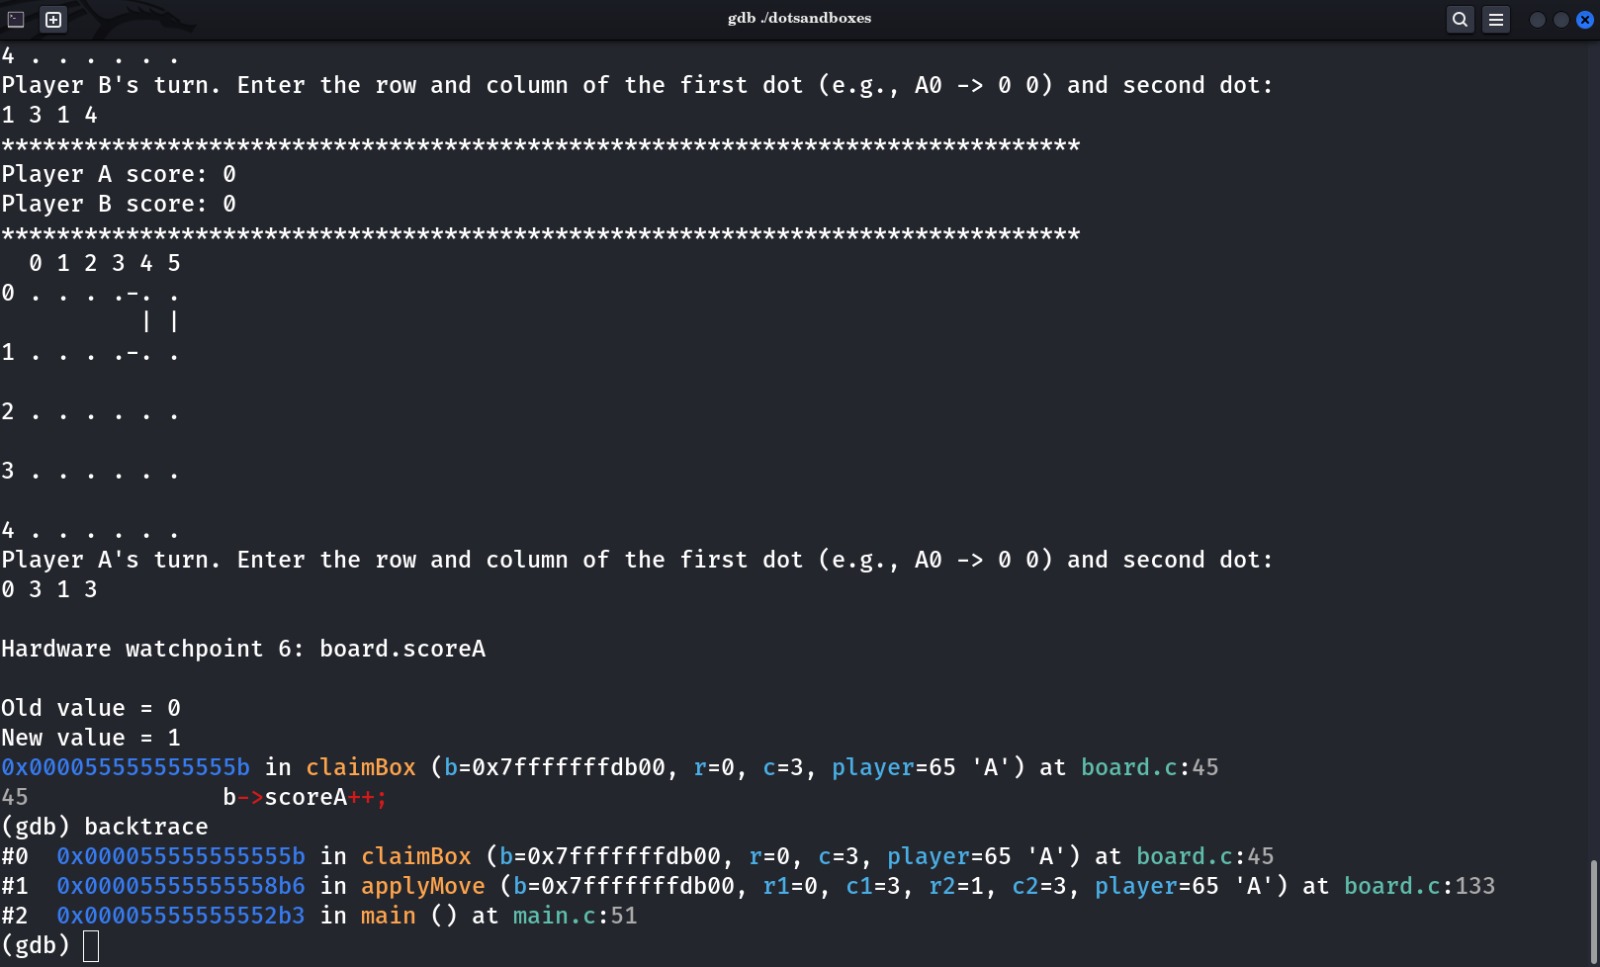 gdb ./dotsandboxes
4 . . . . . .
Player B's turn. Enter the row and column of the first dot (e.g., A0 -> 0 0) and second dot:
1 3 1 4
******************************************************************************
Player A score: 0
Player B score: 0
******************************************************************************
  0 1 2 3 4 5
0 . . . .-. .
          | |
1 . . . .-. .
2 . . . . . .
3 . . . . . .
4 . . . . . .
Player A's turn. Enter the row and column of the first dot (e.g., A0 -> 0 0) and second dot:
0 3 1 3
Hardware watchpoint 6: board.scoreA
Old value = 0
New value = 1
0x000055555555555b in claimBox (b=0x7fffffffdb00, r=0, c=3, player=65 'A') at board.c:45
45              b->scoreA++;
(gdb) backtrace
#0  0x000055555555555b in claimBox (b=0x7fffffffdb00, r=0, c=3, player=65 'A') at board.c:45
#1  0x00005555555558b6 in applyMove (b=0x7fffffffdb00, r1=0, c1=3, r2=1, c2=3, player=65 'A') at board.c:133
#2  0x00005555555552b3 in main () at main.c:51
(gdb)